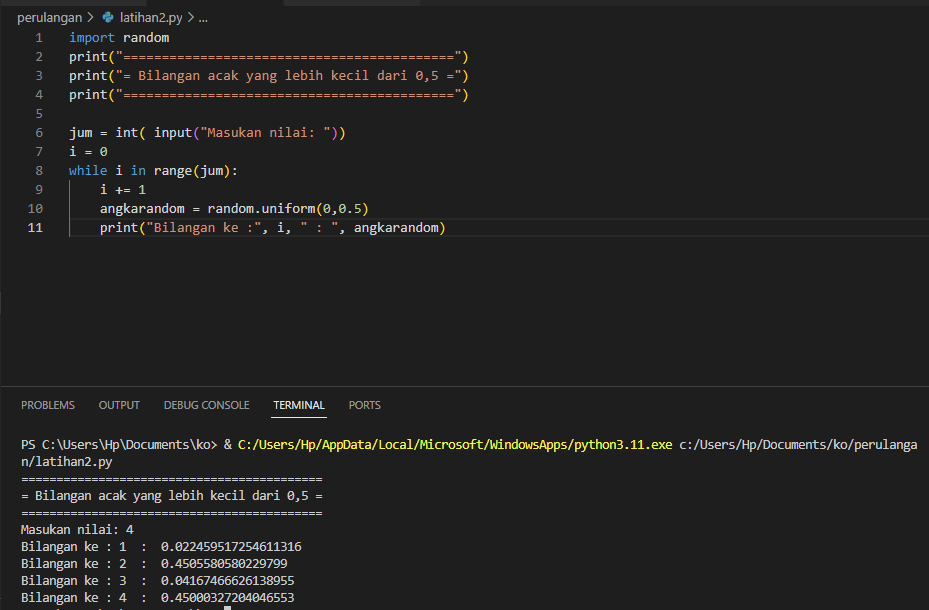 perulangan > latihan2.py > ...
1 import random
2 print("===========================================")
3 print("= Bilangan acak yang lebih kecil dari 0,5 =")
4 print("===========================================")
5
6 jum = int( input("Masukan nilai: "))
7 i = 0
8 while i in range(jum):
9 i += 1
10 angkarandom = random.uniform(0,0.5)
11 print("Bilangan ke :", i, " : ", angkarandom)
PROBLEMS OUTPUT DEBUG CONSOLE TERMINAL PORTS
PS C:\Users\Hp\Documents\ko> & C:/Users/Hp/AppData/Local/Microsoft/WindowsApps/python3.11.exe c:/Users/Hp/Documents/ko/perulanga
n/latihan2.py
===========================================
= Bilangan acak yang lebih kecil dari 0,5 =
===========================================
Masukan nilai: 4
Bilangan ke : 1 : 0.022459517254611316
Bilangan ke : 2 : 0.4505580580229799
Bilangan ke : 3 : 0.04167466626138955
Bilangan ke : 4 : 0.45000327204046553